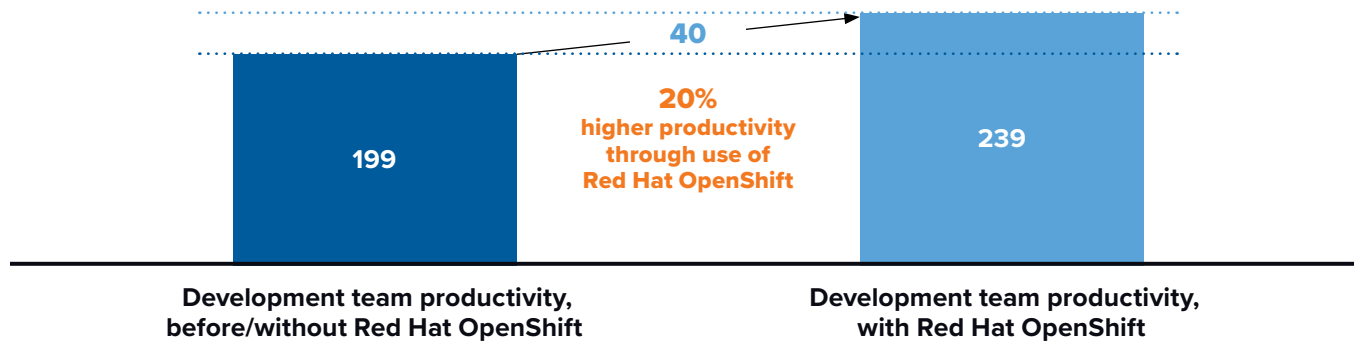 40
20%
higher productivity
through use of
Red Hat OpenShift
199
239
Development team productivity,
before/without Red Hat OpenShift
Development team productivity,
with Red Hat OpenShift